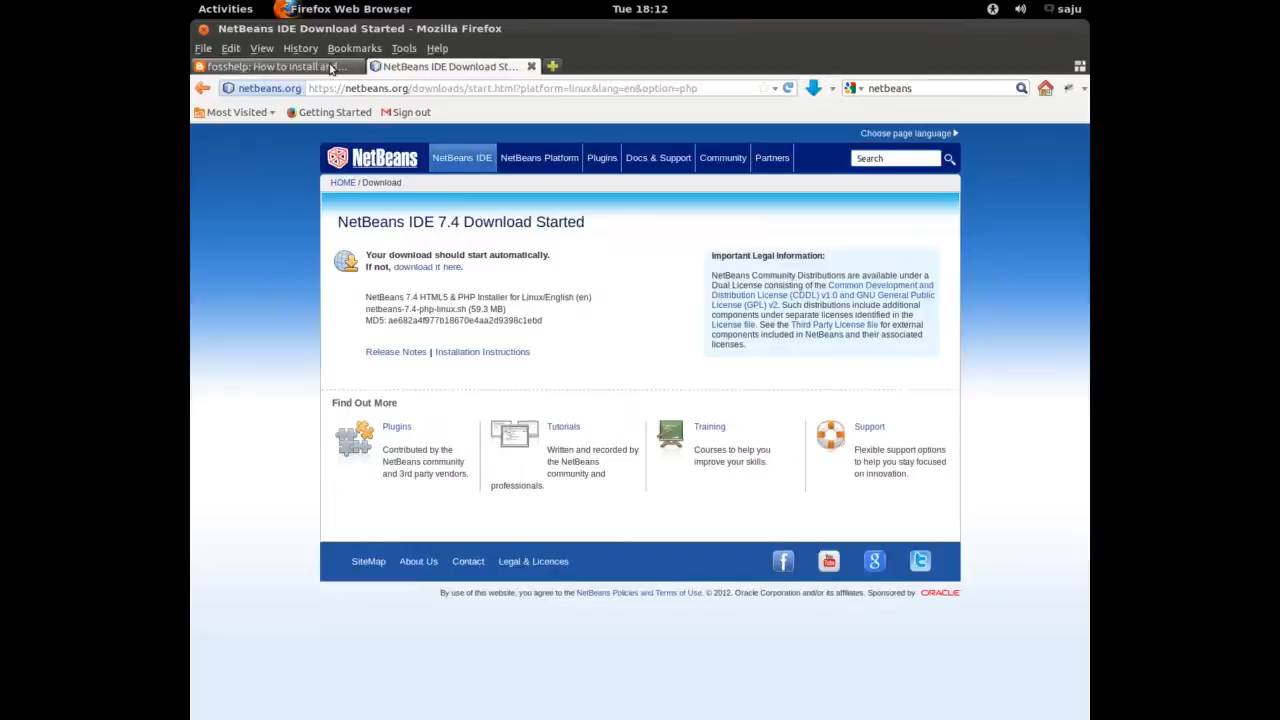 Activities Firefox Web Browser Tue 18:12 saju
NetBeans IDE Download Started - Mozilla Firefox
File Edit View History Bookmarks Tools Help
fosshelp: How to install and... NetBeans IDE Download St...
netbeans.org https://netbeans.org/downloads/start.html?platform=linux&lang=en&option=php netbeans
Most Visited Getting Started Sign out
Choose page language
NetBeans NetBeans IDE NetBeans Platform Plugins Docs & Support Community Partners Search
HOME / Download
NetBeans IDE 7.4 Download Started
Your download should start automatically.
If not, download it here.
NetBeans 7.4 HTML5 & PHP Installer for Linux/English (en)
netbeans-7.4-php-linux.sh (59.3 MB)
MD5: ae682a4f977b18670e4aa2d9398c1ebd
Release Notes | Installation Instructions
Important Legal Information:
NetBeans Community Distributions are available under a
Dual License consisting of the Common Development and
Distribution License (CDDL) v1.0 and GNU General Public
License (GPL) v2. Such distributions include additional
components under separate licenses identified in the
License file. See the Third Party License file for external
components included in NetBeans and their associated
licenses.
Find Out More
Plugins
Contributed by the
NetBeans community
and 3rd party vendors.
Tutorials
Written and recorded by
the NetBeans
community and
professionals.
Training
Courses to help you
improve your skills.
Support
Flexible support options
to help you stay focused
on innovation.
SiteMap About Us Contact Legal & Licences
By use of this website, you agree to the NetBeans Policies and Terms of Use. © 2012, Oracle Corporation and/or its affiliates. Sponsored by ORACLE